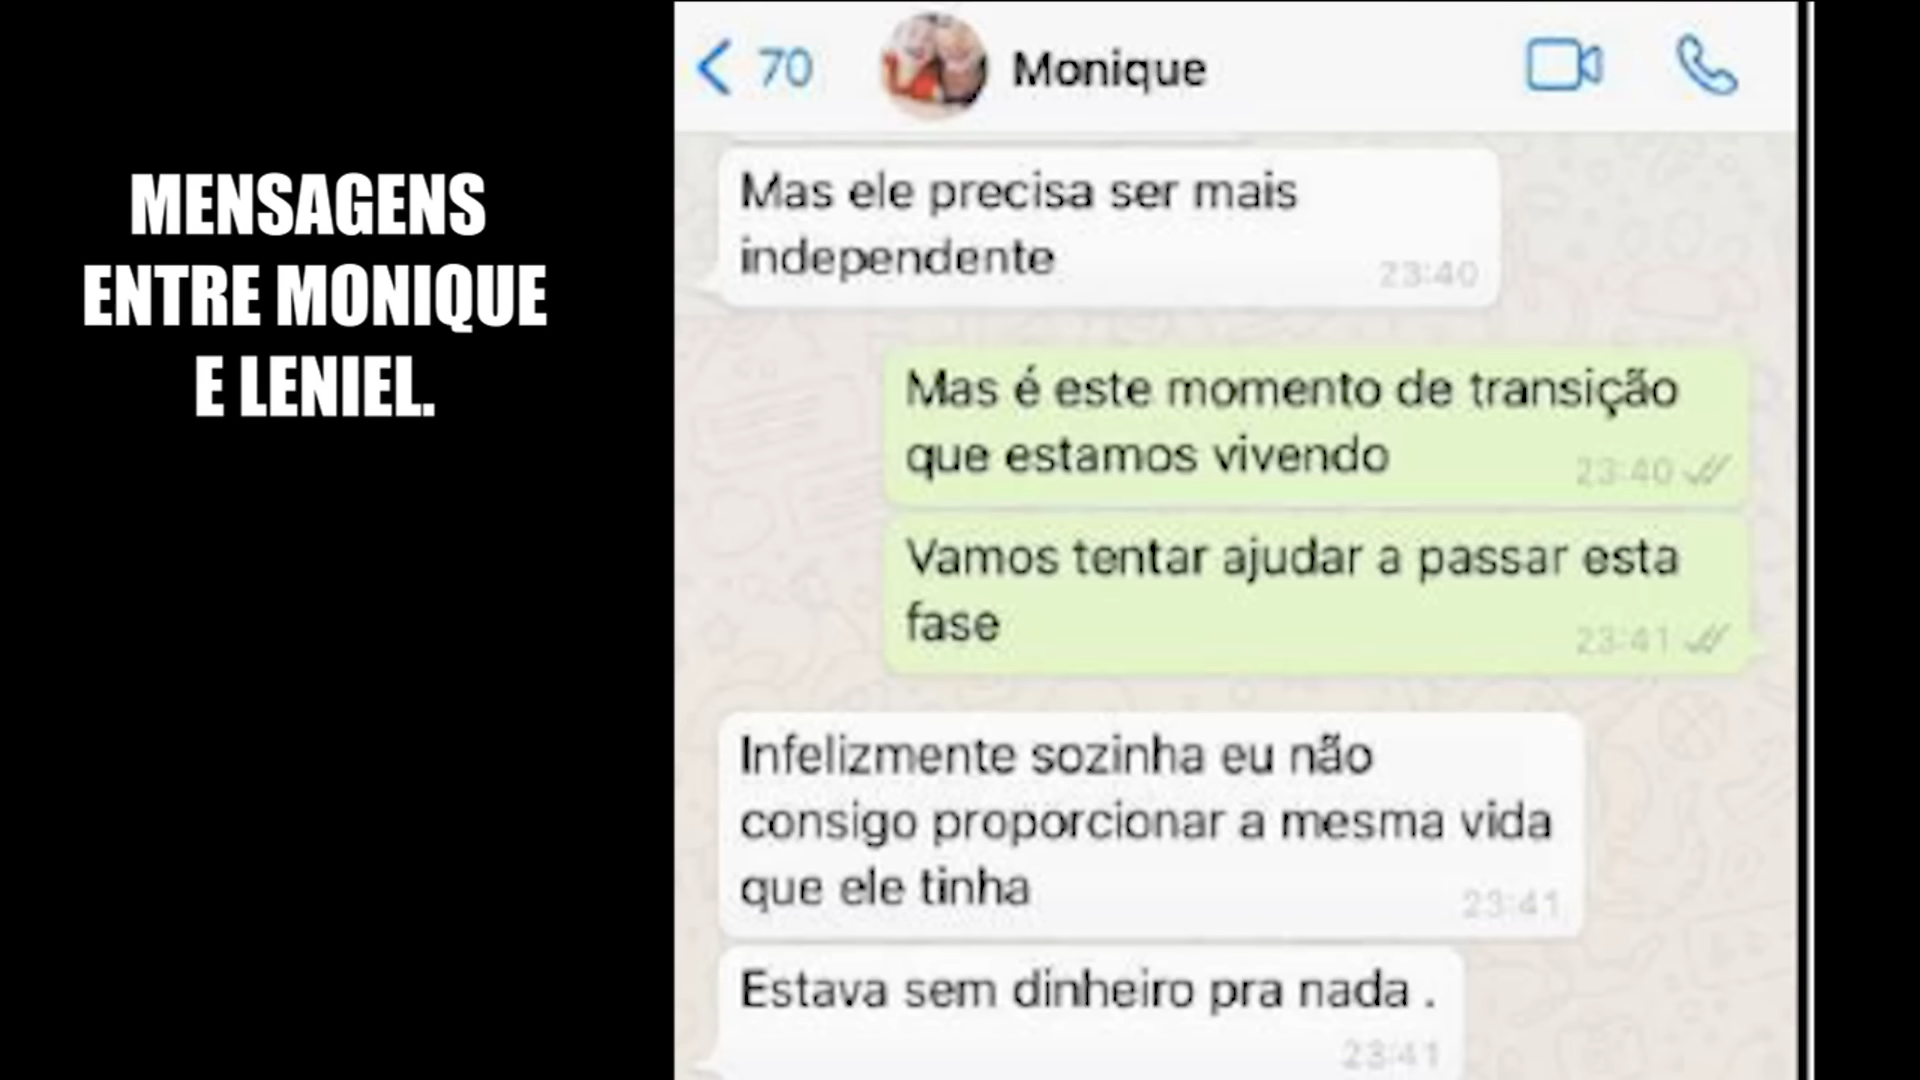 MENSAGENS
ENTRE MONIQUE
E LENIEL.
70
Monique
Mas ele precisa ser mais
independente
23:40
Mas é este momento de transição
que estamos vivendo
23:40
Vamos tentar ajudar a passar esta
fase
23:41
Infelizmente sozinha eu não
consigo proporcionar a mesma vida
que ele tinha
23:41
Estava sem dinheiro pra nada .
23:41